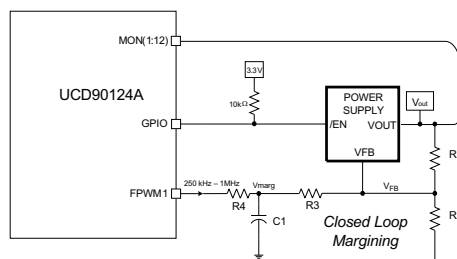 MON(1:12)
3.3V
UCD90124A
10kΩ
POWER
SUPPLY
Vout
GPIO
/EN
VOUT
R
VFB
250 kHz – 1MHz
Vmarg
VFB
FPWM1
R4
R3
R
C1
Closed Loop
Margining